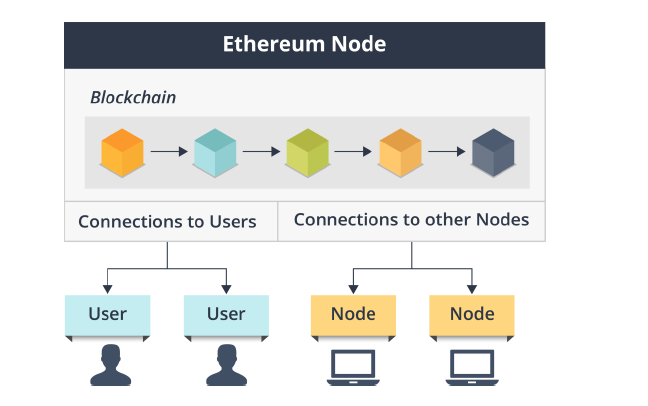 Ethereum Node
Blockchain
Connections to Users
Connections to other Nodes
User
User
Node
Node